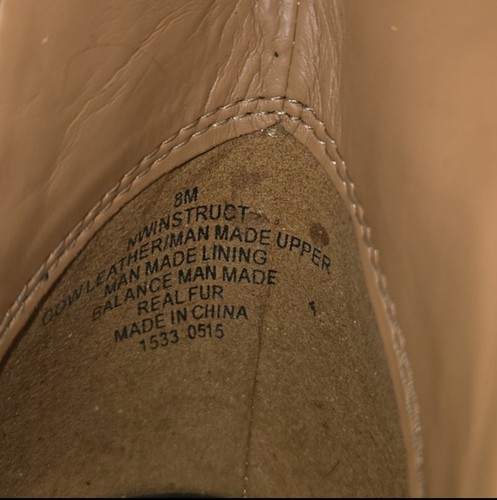 8M
NWINSTRUCT
COW LEATHER/MAN MADE UPPER
MAN MADE LINING
BALANCE MAN MADE
REAL FUR
MADE IN CHINA
1533 0515